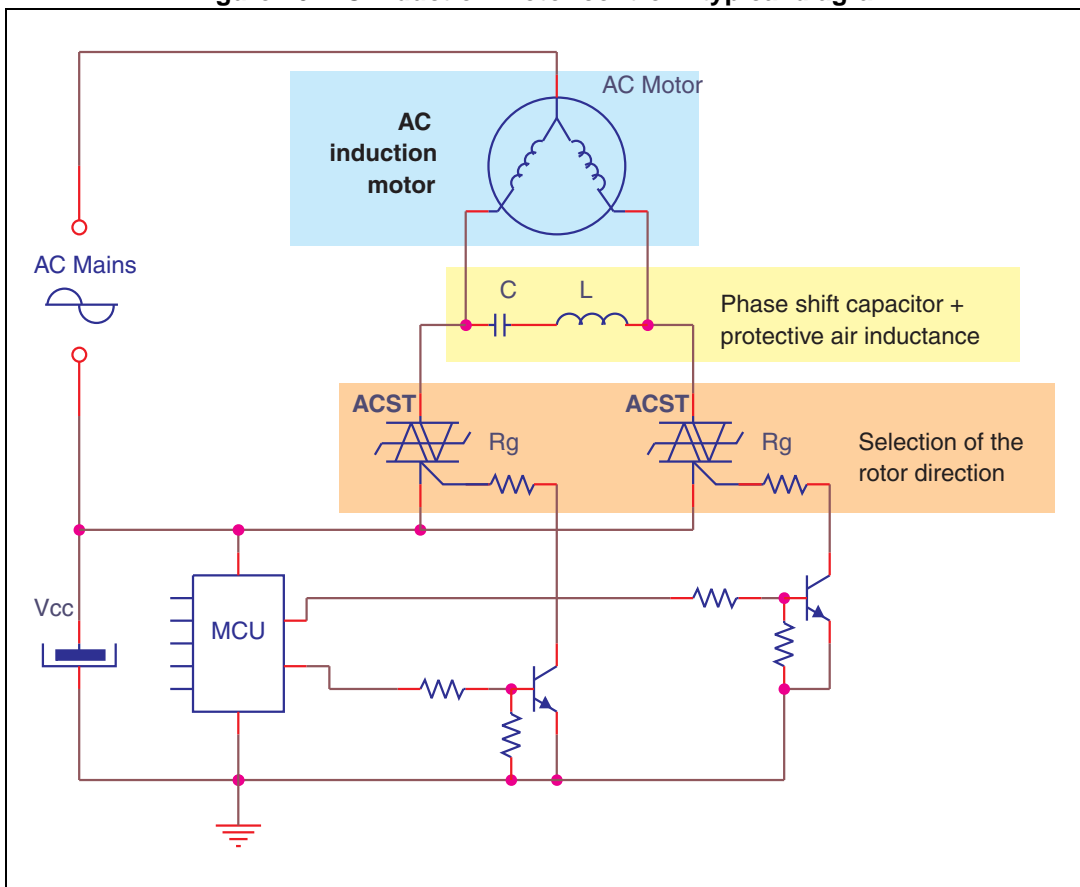 AC Motor
AC
induction
motor
AC Mains
C
L
Phase shift capacitor +
protective air inductance
ACST
ACST
Rg
Rg
Selection of the
rotor direction
Vcc
MCU